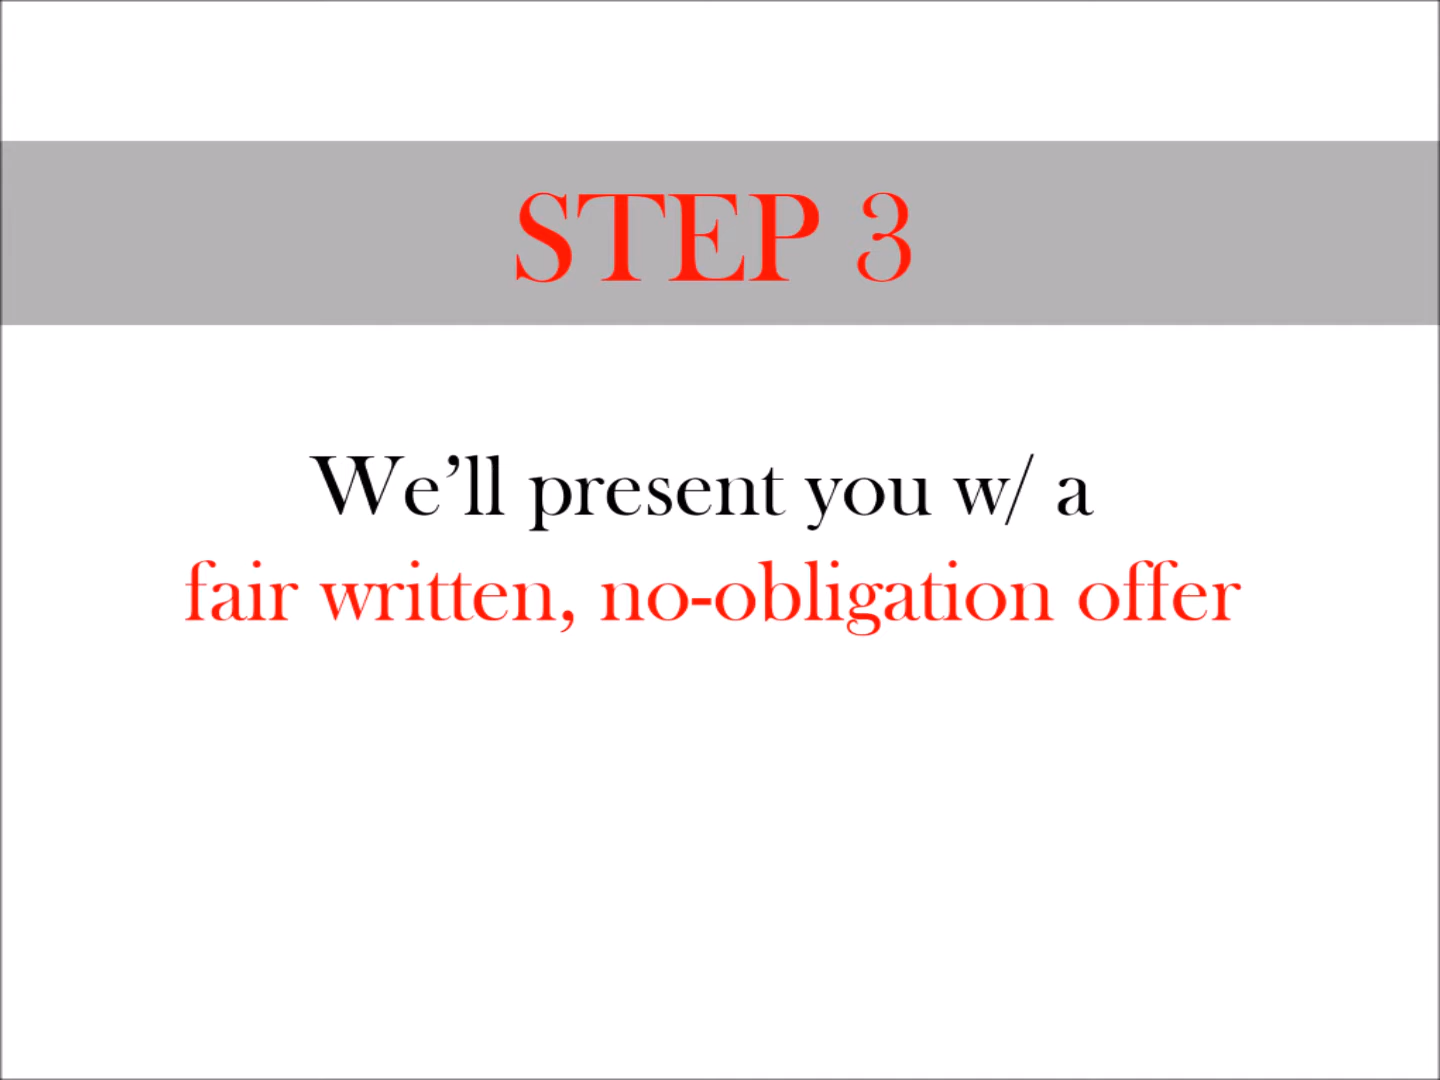 STEP 3
We’ll present you w/ a
fair written, no-obligation offer